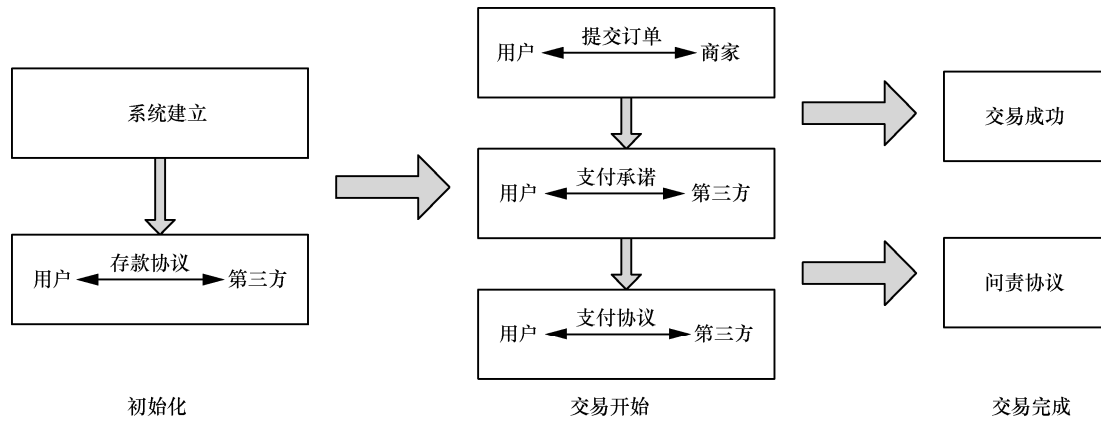 系统建立
用户 存款协议 第三方
初始化
提交订单
用户 商家
支付承诺
用户 第三方
支付协议
用户 第三方
交易开始
交易成功
问责协议
交易完成